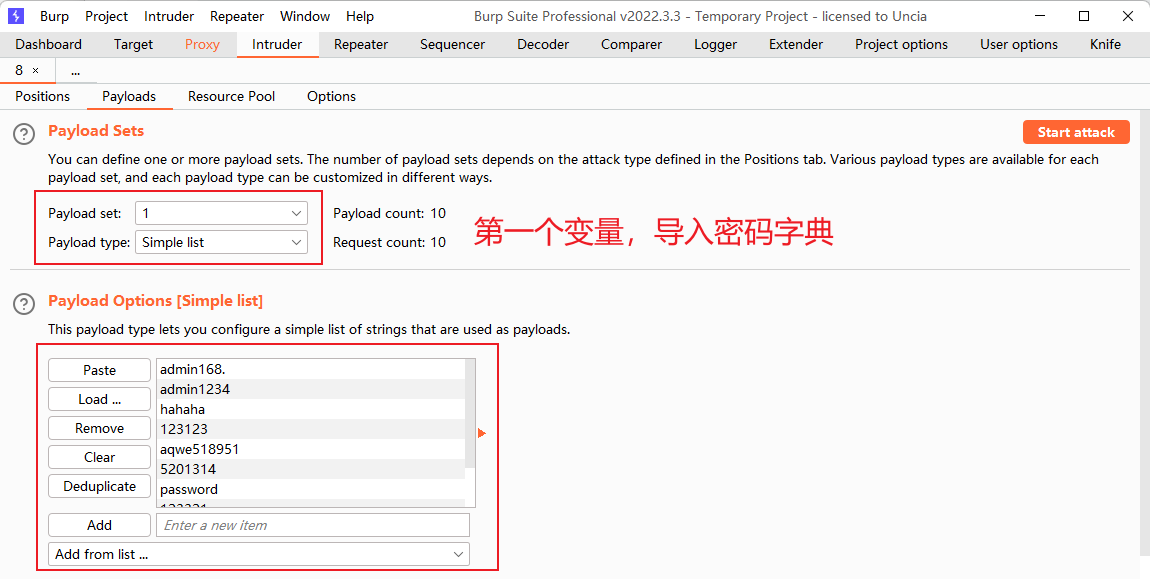 Burp Project Intruder Repeater Window Help Burp Suite Professional v2022.3.3 - Temporary Project - licensed to Uncia
Dashboard Target Proxy Intruder Repeater Sequencer Decoder Comparer Logger Extender Project options User options Knife
8 × ...
Positions Payloads Resource Pool Options
? Payload Sets Start attack
You can define one or more payload sets. The number of payload sets depends on the attack type defined in the Positions tab. Various payload types are available for each
payload set, and each payload type can be customized in different ways.
Payload set: 1 Payload count: 10
Payload type: Simple list Request count: 10
第一个变量，导入密码字典
? Payload Options [Simple list]
This payload type lets you configure a simple list of strings that are used as payloads.
Paste
Load ...
Remove
Clear
Deduplicate
admin168.
admin1234
hahaha
123123
aqwe518951
5201314
password
Add Enter a new item
Add from list ...